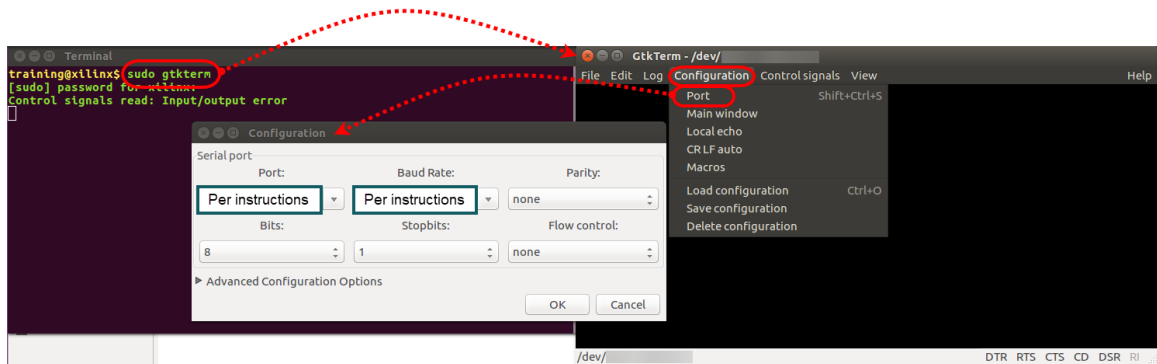 Terminal
training@xilinx$ sudo gtkterm
[sudo] password for xilinx:
Control signals read: Input/output error
GtkTerm - /dev/
File Edit Log Configuration Control signals View Help
Port Shift+Ctrl+S
Main window
Local echo
CR LF auto
Macros
Load configuration Ctrl+O
Save configuration
Delete configuration
Configuration
Serial port
Port: Baud Rate: Parity:
Per instructions Per instructions none
Bits: Stopbits: Flow control:
8 1 none
Advanced Configuration Options
OK Cancel
/dev/ DTR RTS CTS CD DSR RI